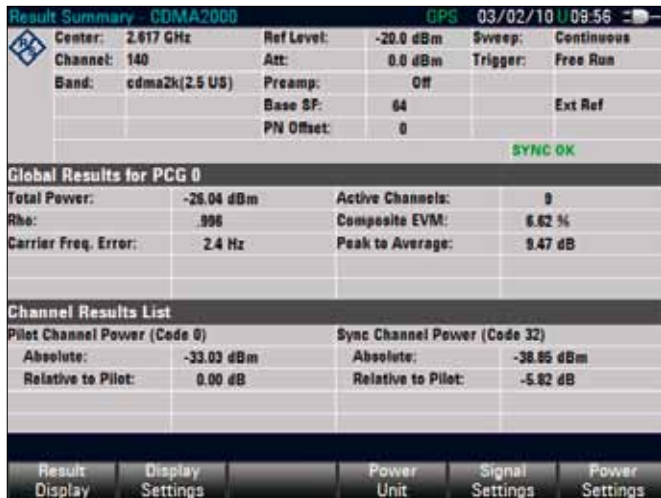 Result Summary - CDMA2000 GPS 03/02/10 U 09:56
Center: 2.617 GHz Ref Level: -20.0 dBm Sweep: Continuous
Channel: 140 Att: 0.0 dBm Trigger: Free Run
Band: cdma2k(2.5 US) Preamp: Off
Base SF: 64 Ext Ref
PN Offset: 0
SYNC OK
Global Results for PCG 0
Total Power: -26.04 dBm Active Channels: 9
Rho: .996 Composite EVM: 6.62 %
Carrier Freq. Error: 2.4 Hz Peak to Average: 9.47 dB
Channel Results List
Pilot Channel Power (Code 0) Sync Channel Power (Code 32)
Absolute: -33.03 dBm Absolute: -38.85 dBm
Relative to Pilot: 0.00 dB Relative to Pilot: -5.82 dB
Result Display Display Settings Power Unit Signal Settings Power Settings